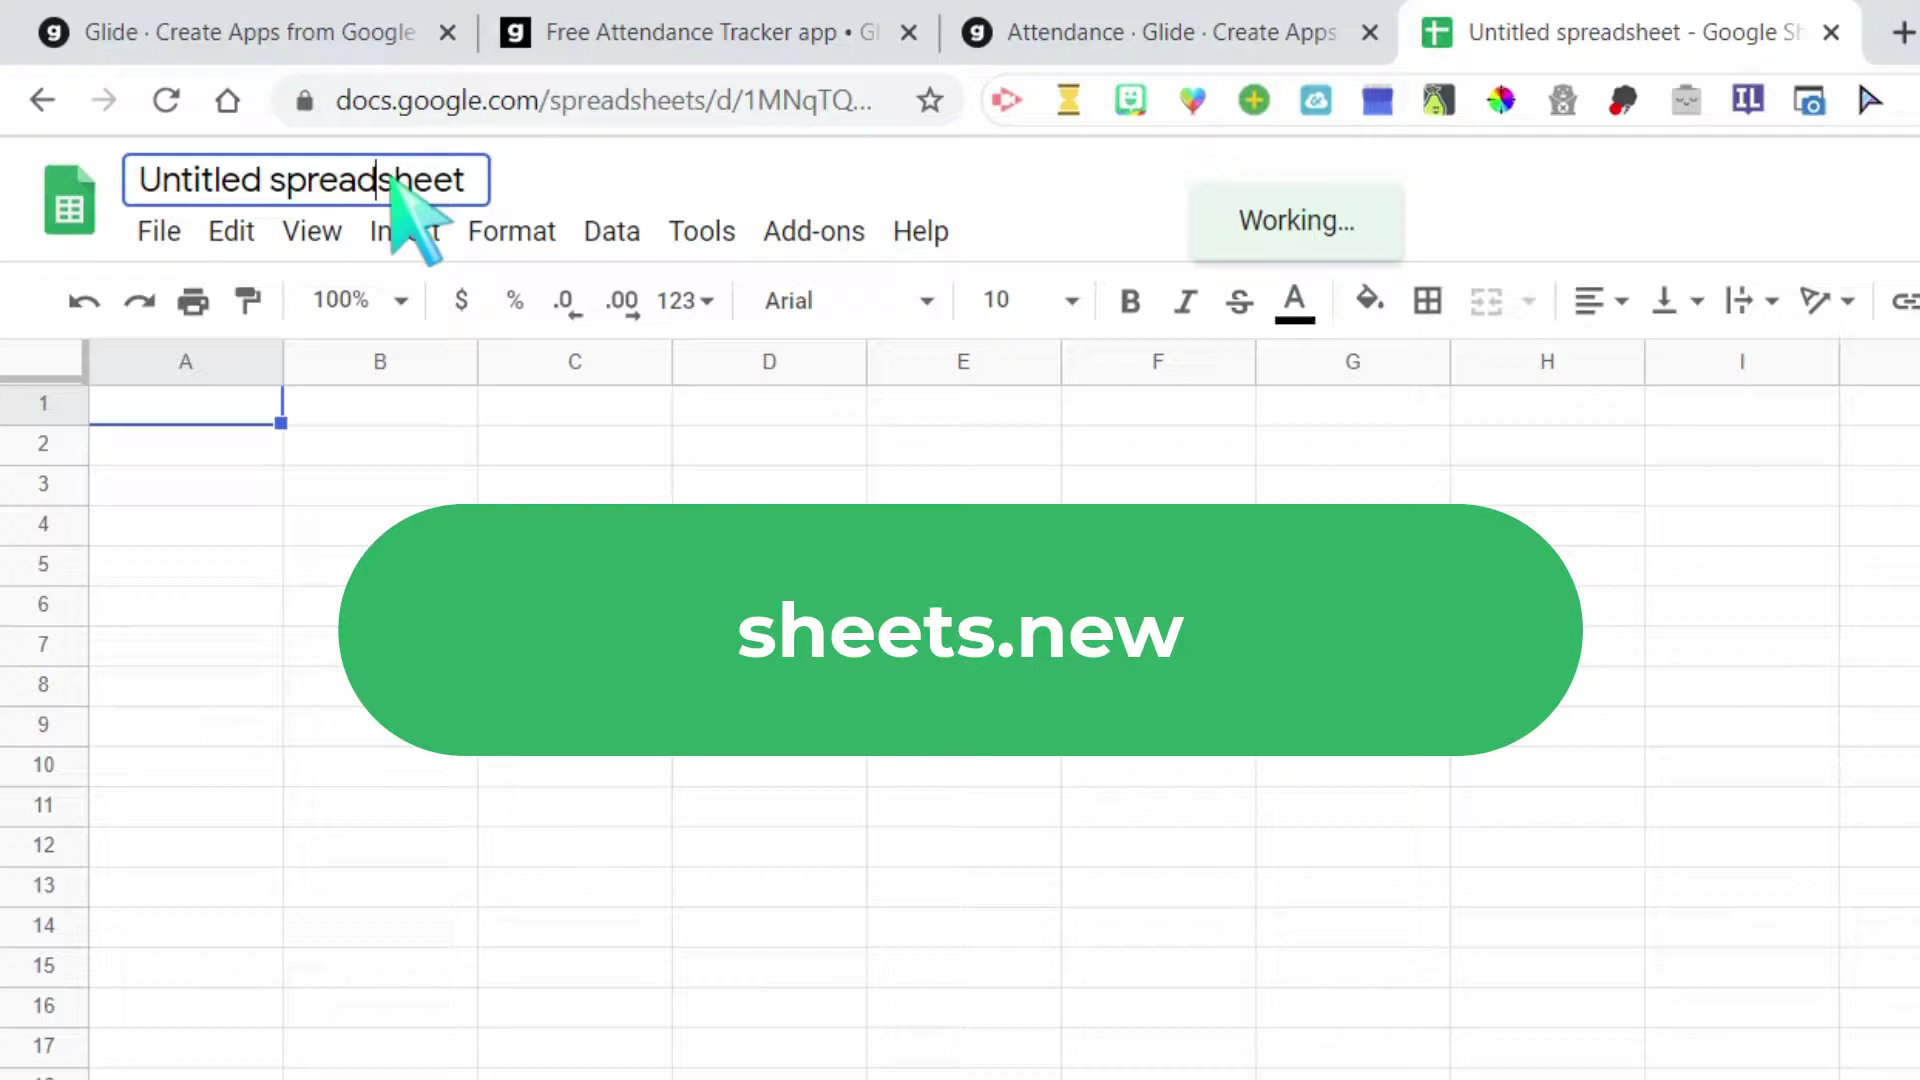 Glide · Create Apps from Google
Free Attendance Tracker app • Gl
Attendance · Glide · Create Apps
Untitled spreadsheet - Google Sh
docs.google.com/spreadsheets/d/1MNqTQ...
IL
Untitled spreadsheet
File Edit View Insert Format Data Tools Add-ons Help
Working...
100% $ % .0 .00 123 Arial 10 B I S A
A B C D E F G H I
1
2
3
4
5
6
7
8
9
10
11
12
13
14
15
16
17
sheets.new